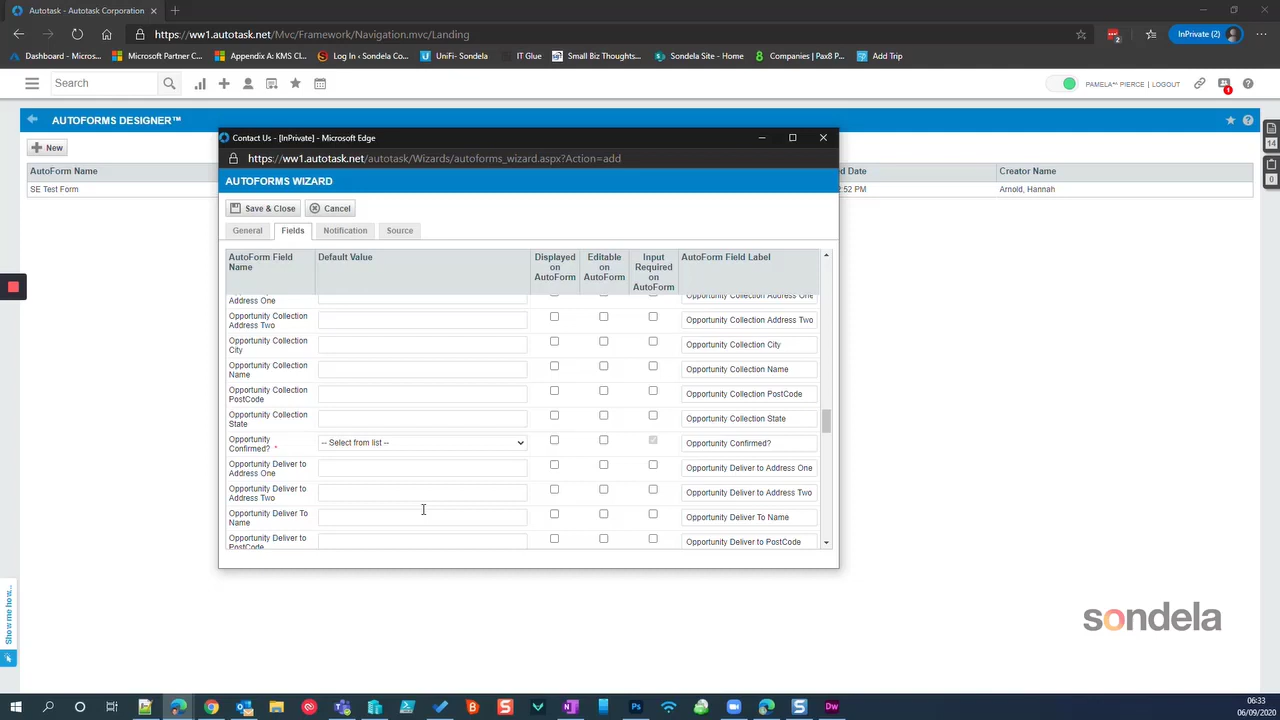 Autotask - Autotask Corporation
https://ww1.autotask.net/Mvc/Framework/Navigation.mvc/Landing
InPrivate (2)
Dashboard - Micros...
Microsoft Partner C...
Appendix A: KMS Cl...
Log In ‹ Sondela Co...
UniFi- Sondela
IT Glue
Small Biz Thoughts...
Sondela Site - Home
Companies | Pax8 P...
Add Trip
Search
PAMELA^^ PIERCE | LOGOUT
1
AUTOFORMS DESIGNER™
New
14
0
AutoForm Name
d Date
Creator Name
SE Test Form
:52 PM
Arnold, Hannah
Contact Us - [InPrivate] - Microsoft Edge
https://ww1.autotask.net/autotask/Wizards/autoforms_wizard.aspx?Action=add
AUTOFORMS WIZARD
Save & Close
Cancel
General
Fields
Notification
Source
AutoForm Field
Name
Default Value
Displayed
on
AutoForm
Editable
on
AutoForm
Input
Required
on
AutoForm
AutoForm Field Label
Address One
Opportunity Collection Address One
Opportunity Collection
Address Two
Opportunity Collection Address Two
Opportunity Collection
City
Opportunity Collection City
Opportunity Collection
Name
Opportunity Collection Name
Opportunity Collection
PostCode
Opportunity Collection PostCode
Opportunity Collection
State
Opportunity Collection State
Opportunity
Confirmed? *
-- Select from list --
Opportunity Confirmed?
Opportunity Deliver to
Address One
Opportunity Deliver to Address One
Opportunity Deliver to
Address Two
Opportunity Deliver to Address Two
Opportunity Deliver To
Name
Opportunity Deliver To Name
Opportunity Deliver to
PostCode
Opportunity Deliver to PostCode
Show me how...
sondela
06:33
06/09/2020